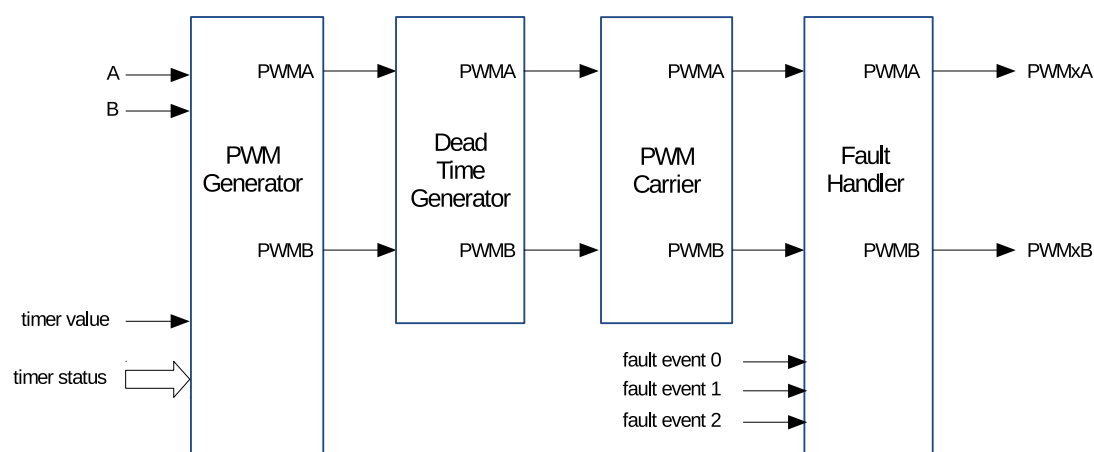 A
B
PWMA
PWM
Generator
PWMB
timer value
timer status
PWMA
Dead
Time
Generator
PWMB
PWMA
PWM
Carrier
PWMB
fault event 0
fault event 1
fault event 2
PWMA
Fault
Handler
PWMB
PWMxA
PWMxB